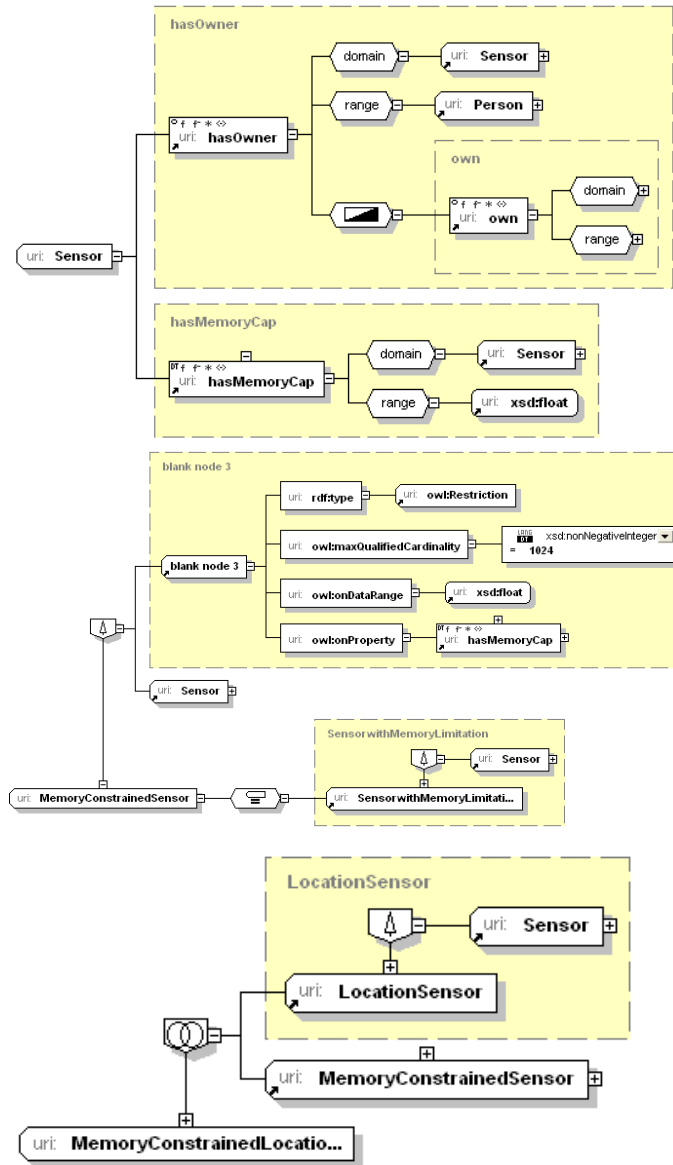 hasOwner
domain
uri: Sensor
range
uri: Person
uri: hasOwner
own
uri: own
domain
range
uri: Sensor
hasMemoryCap
DT
uri: hasMemoryCap
domain
uri: Sensor
range
uri: xsd:float
blank node 3
uri: rdf:type
uri: owl:Restriction
uri: owl:maxQualifiedCardinality
xsd:nonNegativeInteger
DT
= 1024
blank node 3
uri: owl:onDataRange
uri: xsd:float
uri: owl:onProperty
DT
uri: hasMemoryCap
uri: Sensor
SensorwithMemoryLimitation
uri: Sensor
uri: MemoryConstrainedSensor
uri: SensorwithMemoryLimitati...
LocationSensor
uri: Sensor
uri: LocationSensor
uri: MemoryConstrainedSensor
uri: MemoryConstrainedLocatio...